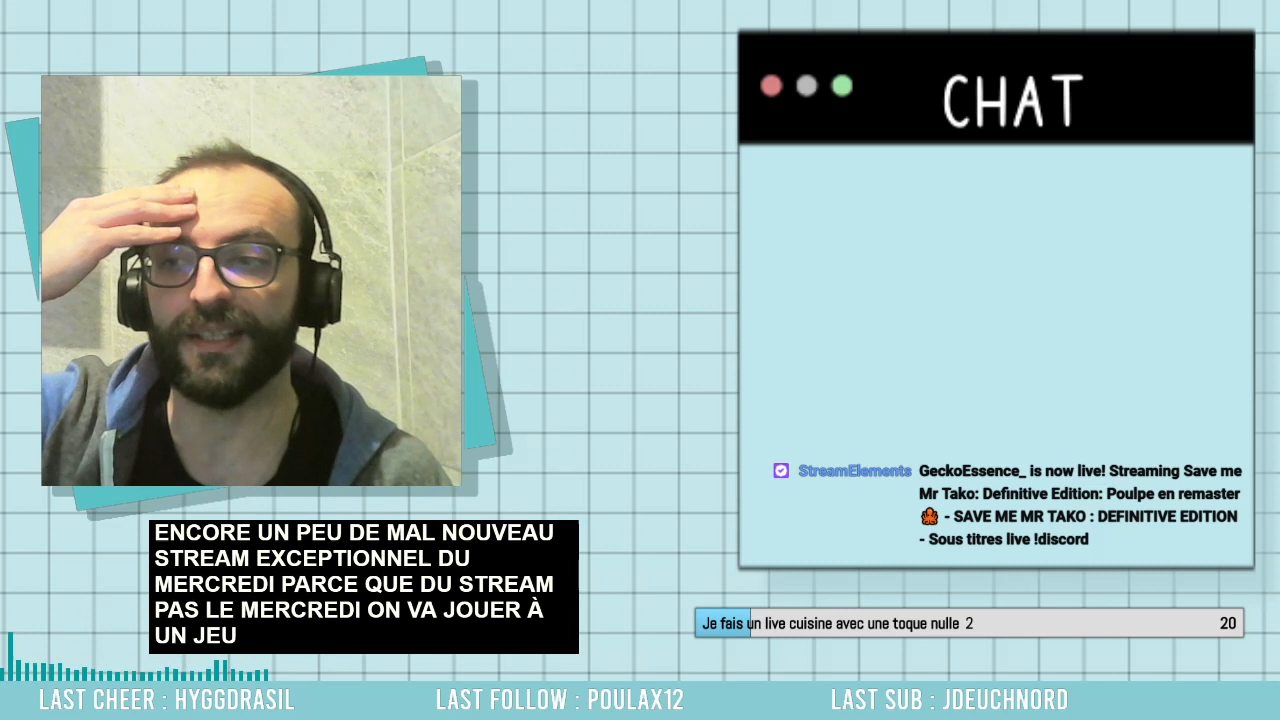 CHAT
StreamElements GeckoEssence_ is now live! Streaming Save me
Mr Tako: Definitive Edition: Poulpe en remaster
- SAVE ME MR TAKO : DEFINITIVE EDITION
- Sous titres live !discord
ENCORE UN PEU DE MAL NOUVEAU
STREAM EXCEPTIONNEL DU
MERCREDI PARCE QUE DU STREAM
PAS LE MERCREDI ON VA JOUER À
UN JEU
Je fais un live cuisine avec une toque nulle 2 20
LAST CHEER : HYGGDRASIL LAST FOLLOW : POULAX12 LAST SUB : JDEUCHNORD